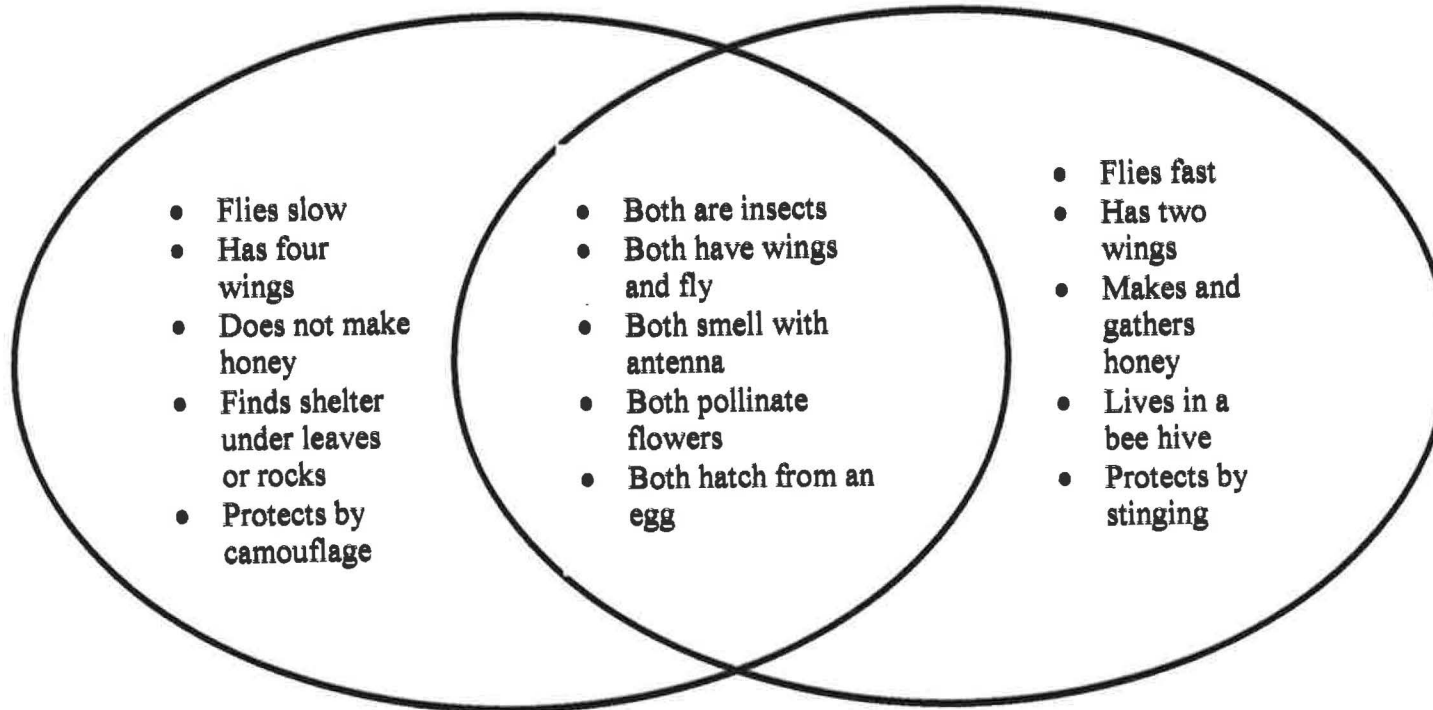 • Flies slow
• Has four
wings
• Does not make
honey
• Finds shelter
under leaves
or rocks
• Protects by
camouflage
• Both are insects
• Both have wings
and fly
• Both smell with
antenna
• Both pollinate
flowers
• Both hatch from an
egg
• Flies fast
• Has two
wings
• Makes and
gathers
honey
• Lives in a
bee hive
• Protects by
stinging